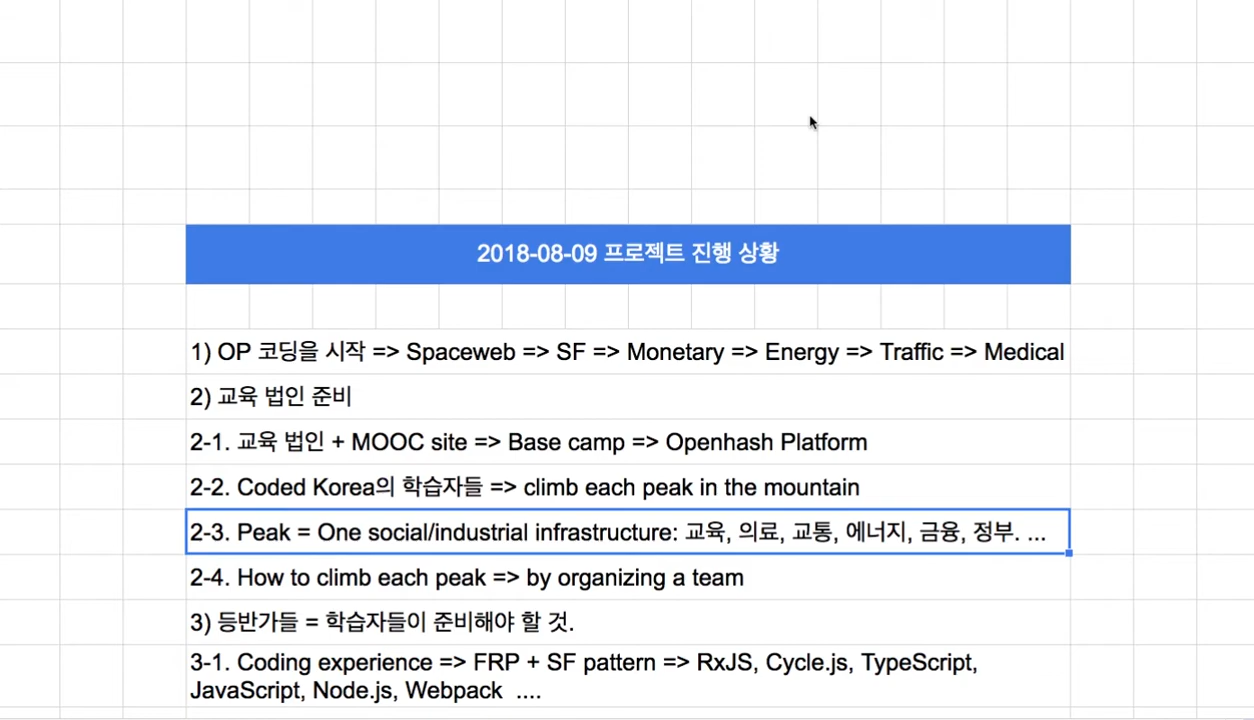 2018-08-09 프로젝트 진행 상황
1) OP 코딩을 시작 => Spaceweb => SF => Monetary => Energy => Traffic => Medical
2) 교육 법인 준비
2-1. 교육 법인 + MOOC site => Base camp => Openhash Platform
2-2. Coded Korea의 학습자들 => climb each peak in the mountain
2-3. Peak = One social/industrial infrastructure: 교육, 의료, 교통, 에너지, 금융, 정부. ...
2-4. How to climb each peak => by organizing a team
3) 등반가들 = 학습자들이 준비해야 할 것.
3-1. Coding experience => FRP + SF pattern => RxJS, Cycle.js, TypeScript,
JavaScript, Node.js, Webpack ....